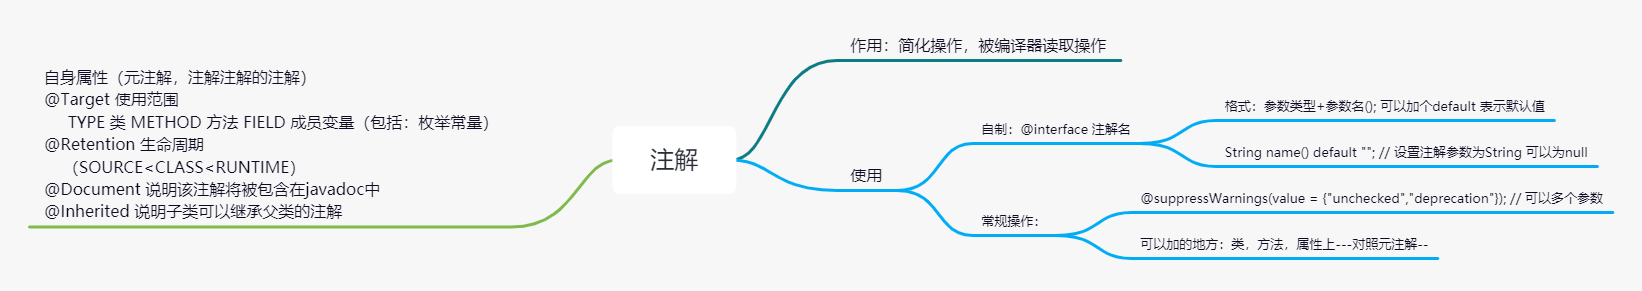 自身属性（元注解，注解注解的注解）
@Target 使用范围
TYPE 类 METHOD 方法 FIELD 成员变量（包括：枚举常量）
@Retention 生命周期
（SOURCE<CLASS<RUNTIME）
@Document 说明该注解将被包含在javadoc中
@Inherited 说明子类可以继承父类的注解
注解
作用：简化操作，被编译器读取操作
使用
自制：@interface 注解名
格式：参数类型+参数名(); 可以加个default 表示默认值
String name() default ""; // 设置注解参数为String 可以为null
常规操作：
@suppressWarnings(value = {"unchecked","deprecation"}); // 可以多个参数
可以加的地方：类，方法，属性上---对照元注解--